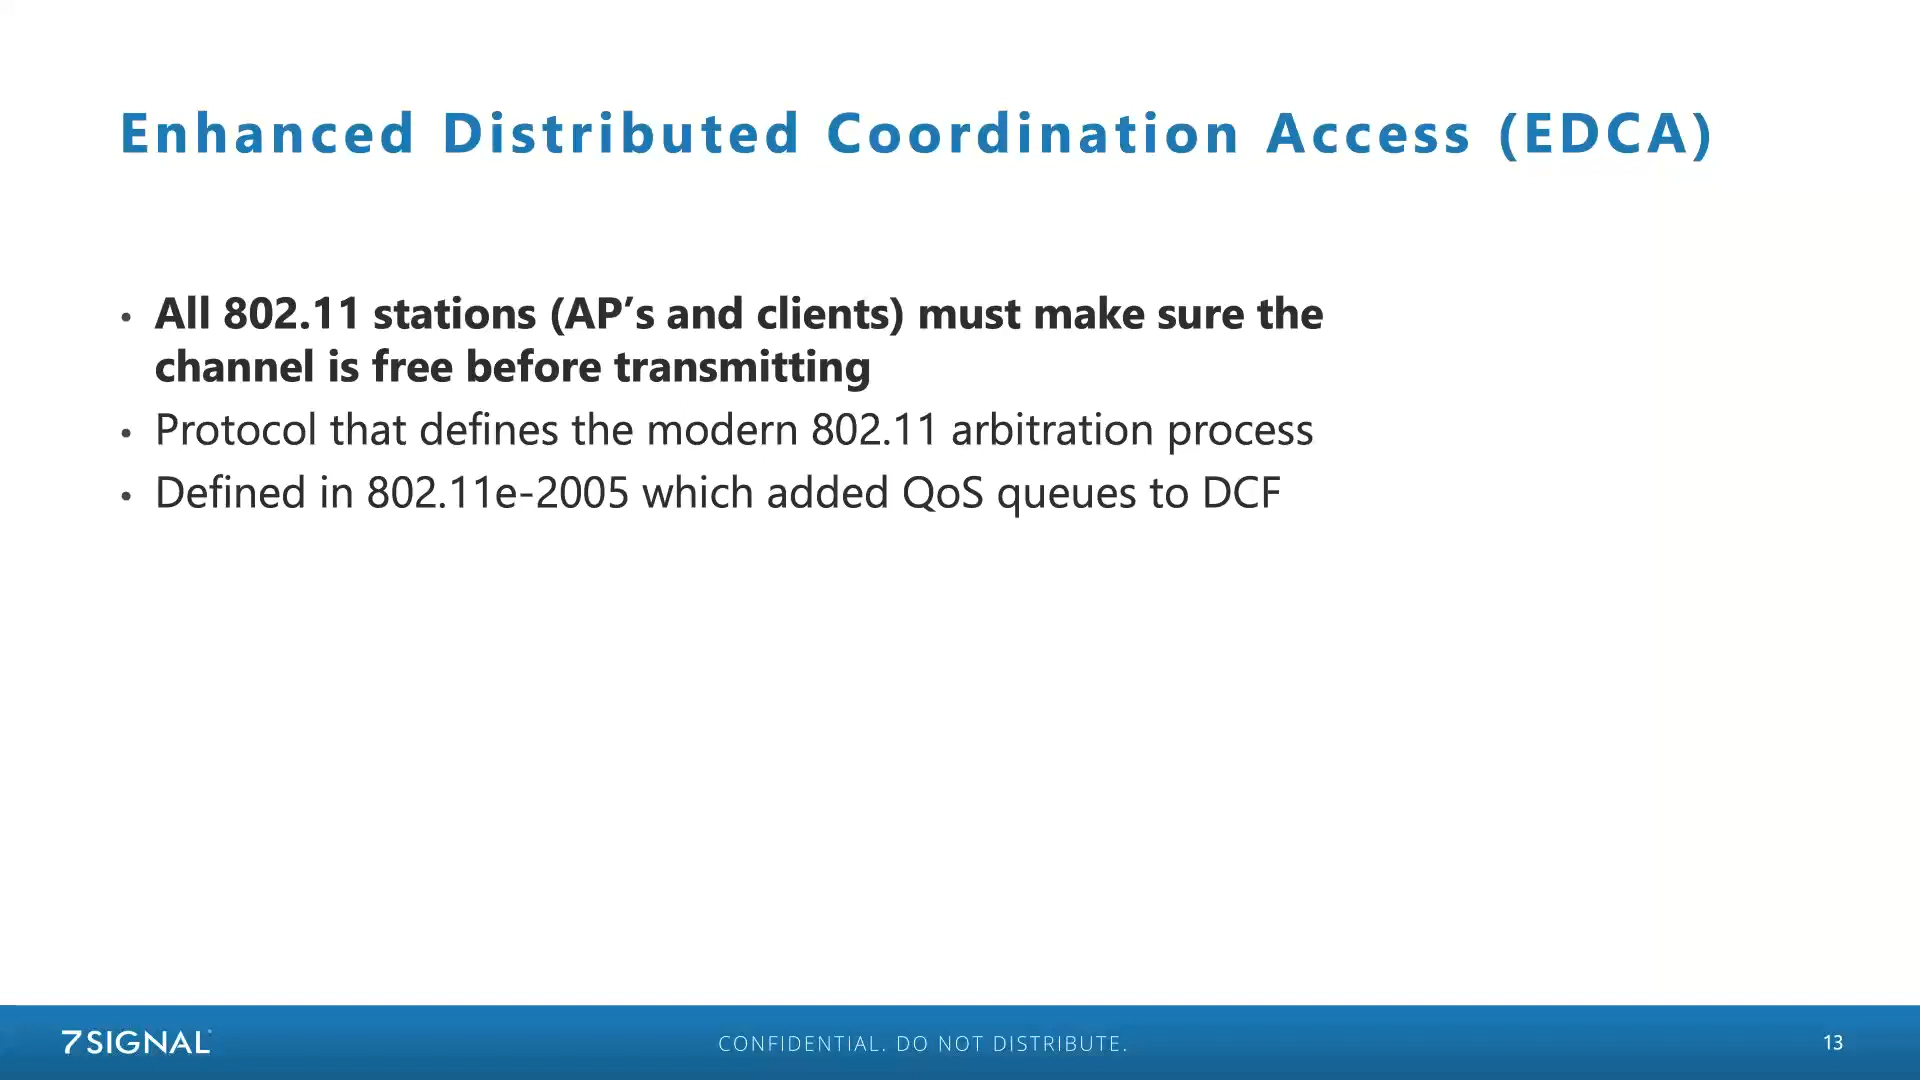 Enhanced Distributed Coordination Access (EDCA)
• All 802.11 stations (AP’s and clients) must make sure the
channel is free before transmitting
• Protocol that defines the modern 802.11 arbitration process
• Defined in 802.11e-2005 which added QoS queues to DCF
7SIGNAL
CONFIDENTIAL. DO NOT DISTRIBUTE.
13